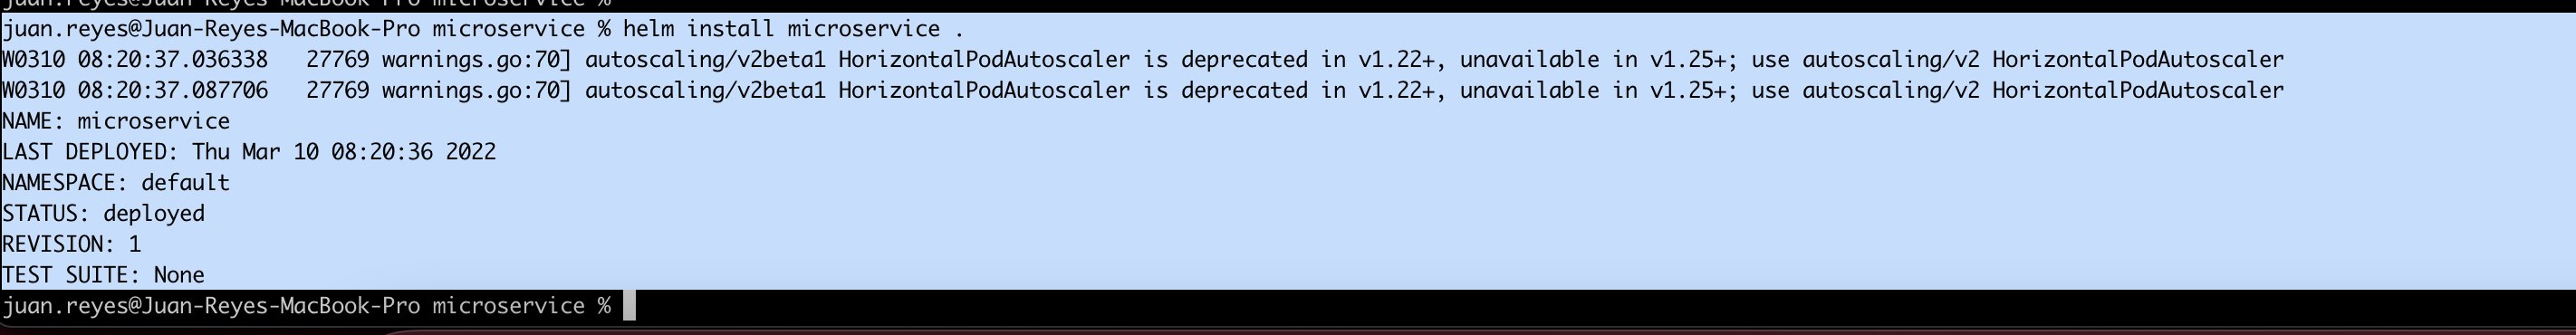 juan.reyes@Juan-Reyes-MacBook-Pro microservice %
juan.reyes@Juan-Reyes-MacBook-Pro microservice % helm install microservice .
W0310 08:20:37.036338   27769 warnings.go:70] autoscaling/v2beta1 HorizontalPodAutoscaler is deprecated in v1.22+, unavailable in v1.25+; use autoscaling/v2 HorizontalPodAutoscaler
W0310 08:20:37.087706   27769 warnings.go:70] autoscaling/v2beta1 HorizontalPodAutoscaler is deprecated in v1.22+, unavailable in v1.25+; use autoscaling/v2 HorizontalPodAutoscaler
NAME: microservice
LAST DEPLOYED: Thu Mar 10 08:20:36 2022
NAMESPACE: default
STATUS: deployed
REVISION: 1
TEST SUITE: None
juan.reyes@Juan-Reyes-MacBook-Pro microservice %